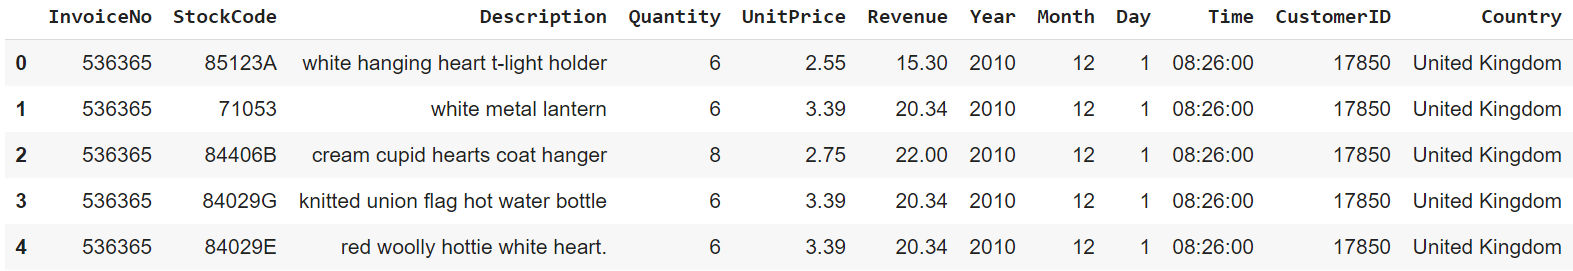 InvoiceNo StockCode Description Quantity UnitPrice Revenue Year Month Day Time CustomerID Country
0 536365 85123A white hanging heart t-light holder 6 2.55 15.30 2010 12 1 08:26:00 17850 United Kingdom
1 536365 71053 white metal lantern 6 3.39 20.34 2010 12 1 08:26:00 17850 United Kingdom
2 536365 84406B cream cupid hearts coat hanger 8 2.75 22.00 2010 12 1 08:26:00 17850 United Kingdom
3 536365 84029G knitted union flag hot water bottle 6 3.39 20.34 2010 12 1 08:26:00 17850 United Kingdom
4 536365 84029E red woolly hottie white heart. 6 3.39 20.34 2010 12 1 08:26:00 17850 United Kingdom